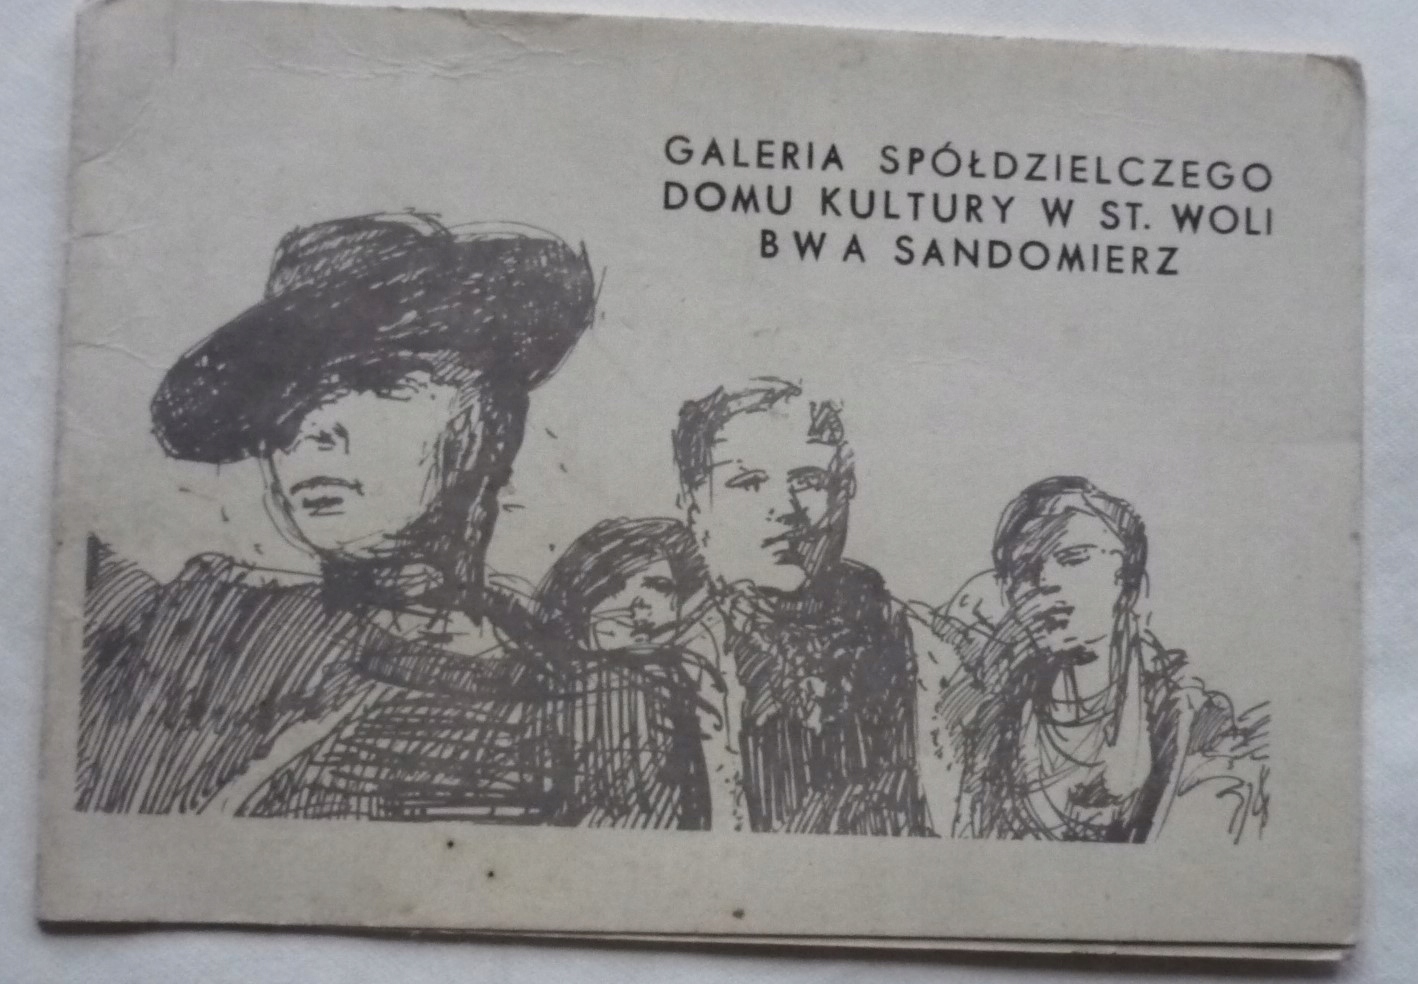 GALERIA SPÓŁDZIELCZEGO
DOMU KULTURY W ST. WOLI
BWA SANDOMIERZ